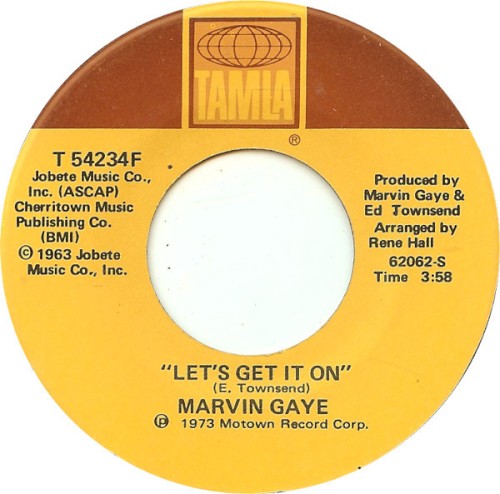 TAMLA
®
T 54234F
Jobete Music Co.,
Inc. (ASCAP)
Cherritown Music
Publishing Co.
(BMI)
© 1963 Jobete
Music Co., Inc.
Produced by
Marvin Gaye &
Ed Townsend
Arranged by
Rene Hall
62062-S
Time 3:58
"LET'S GET IT ON"
(E. Townsend)
MARVIN GAYE
℗ 1973 Motown Record Corp.